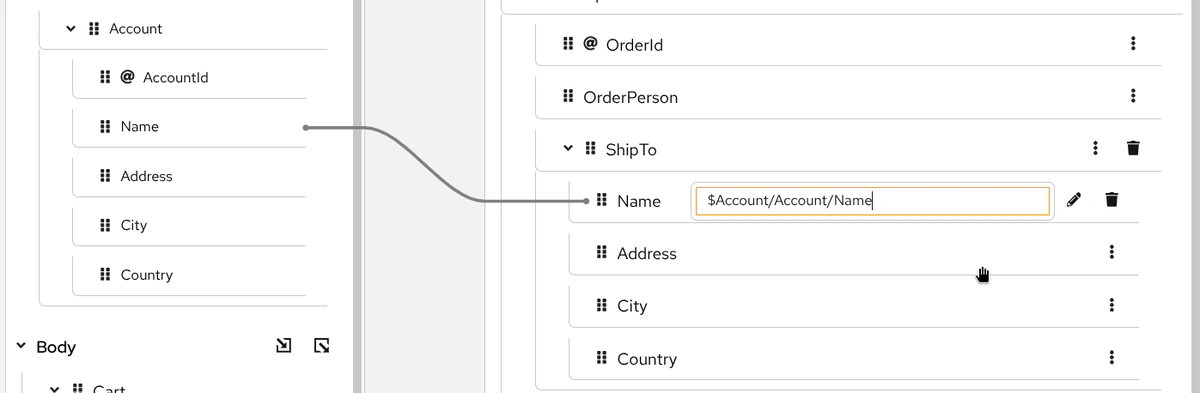 Account
@ AccountId
Name
Address
City
Country
Body
Cart
@ OrderId
OrderPerson
ShipTo
Name $Account/Account/Name
Address
City
Country